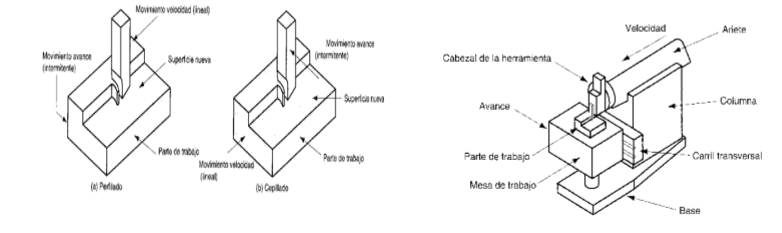 Movimiento velocidad (lineal)
Movimiento avance
(intermitente)
Superficie nueva
Parte de trabajo
(a) Perfilado
Movimiento avance
(intermitente)
Superficie nueva
Movimiento velocidad
(lineal)
Parte de trabajo
(b) Copillado
Velocidad
Ariete
Cabezal de la herramienta
Avance
Columna
Parte de trabajo
Carril transversal
Mesa de trabajo
Base